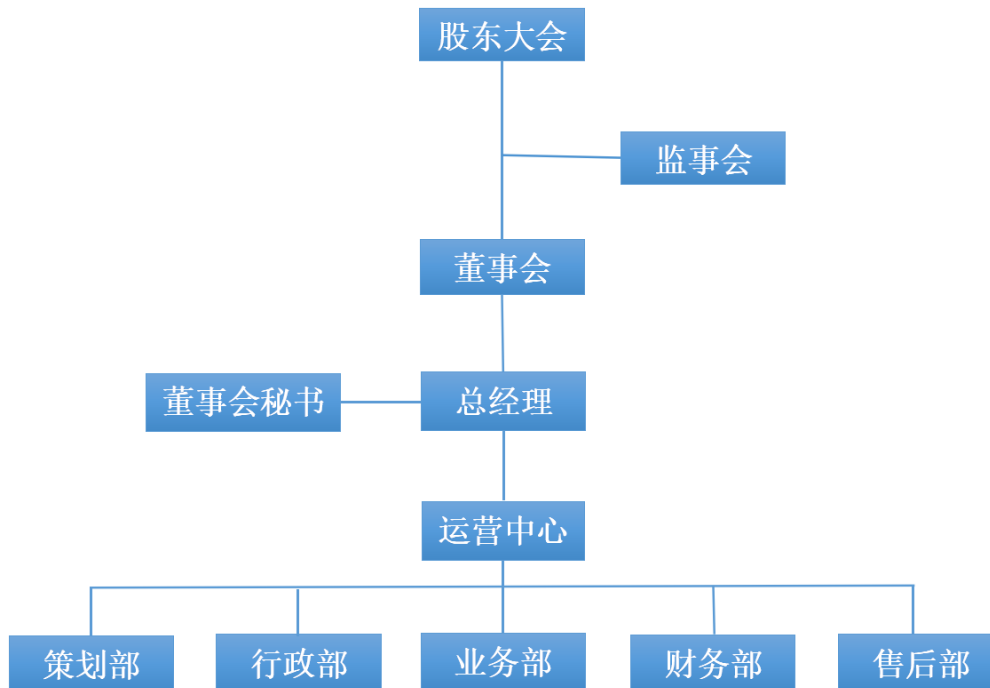 股东大会
监事会
董事会
董事会秘书
总经理
运营中心
策划部
行政部
业务部
财务部
售后部